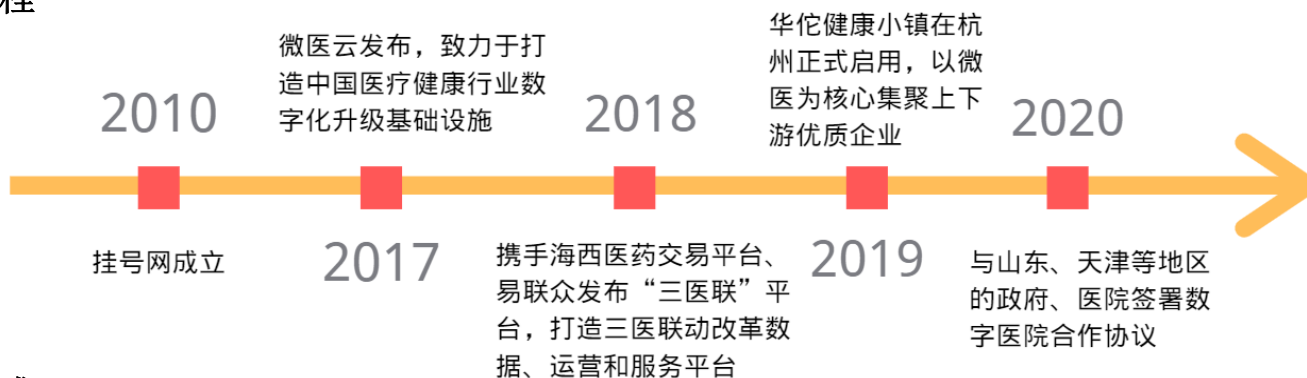 程
2010
挂号网成立
微医云发布，致力于打
造中国医疗健康行业数
字化升级基础设施
2017
2018
携手海西医药交易平台、
易联众发布“三医联”平
台，打造三医联动改革数
据、运营和服务平台
华佗健康小镇在杭
州正式启用，以微
医为核心集聚上下
游优质企业
2019
2020
与山东、天津等地区
的政府、医院签署数
字医院合作协议